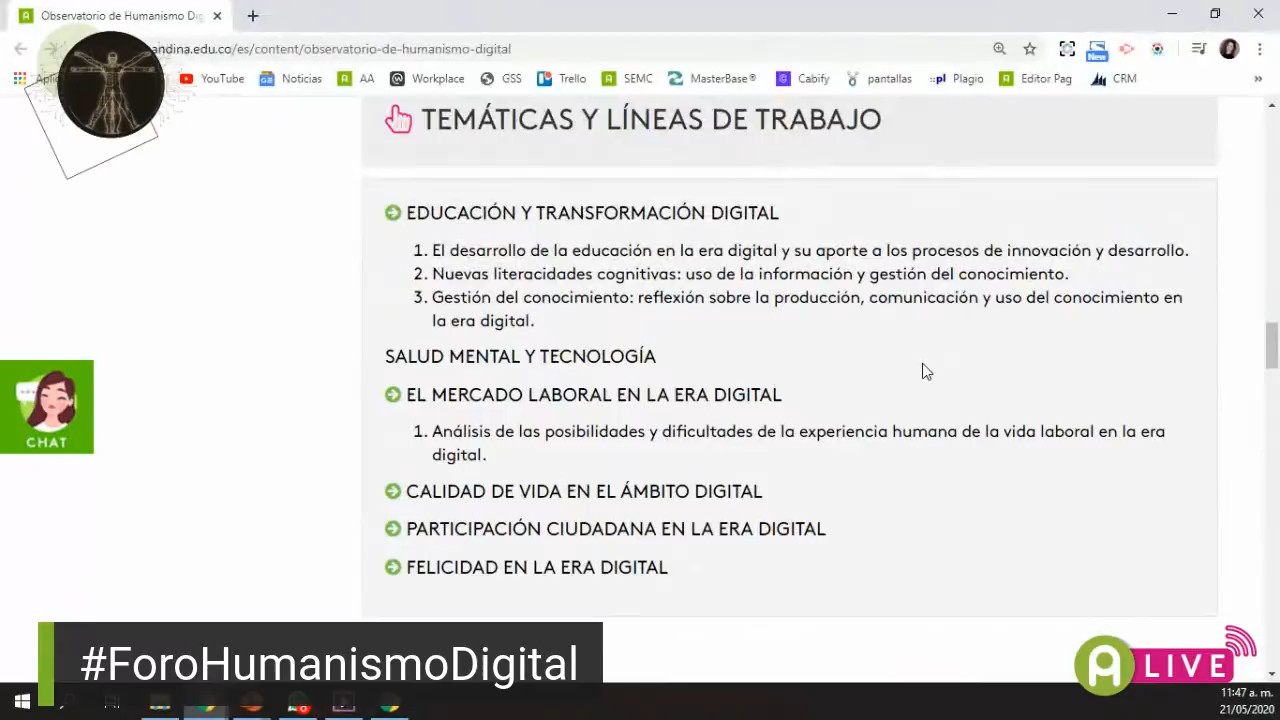 Observatorio de Humanismo Dig
andina.edu.co/es/content/observatorio-de-humanismo-digital
YouTube
Noticias
AA
Workplace
GSS
Trello
SEMC
MasterBase®
Cabify
pantallas
Plagio
Editor Pag
CRM
New
TEMÁTICAS Y LÍNEAS DE TRABAJO
EDUCACIÓN Y TRANSFORMACIÓN DIGITAL
1. El desarrollo de la educación en la era digital y su aporte a los procesos de innovación y desarrollo.
2. Nuevas literacidades cognitivas: uso de la información y gestión del conocimiento.
3. Gestión del conocimiento: reflexión sobre la producción, comunicación y uso del conocimiento en
la era digital.
SALUD MENTAL Y TECNOLOGÍA
EL MERCADO LABORAL EN LA ERA DIGITAL
1. Análisis de las posibilidades y dificultades de la experiencia humana de la vida laboral en la era
digital.
CHAT
CALIDAD DE VIDA EN EL ÁMBITO DIGITAL
PARTICIPACIÓN CIUDADANA EN LA ERA DIGITAL
FELICIDAD EN LA ERA DIGITAL
#ForoHumanismoDigital
A LIVE
11:47 a. m.
21/05/2020